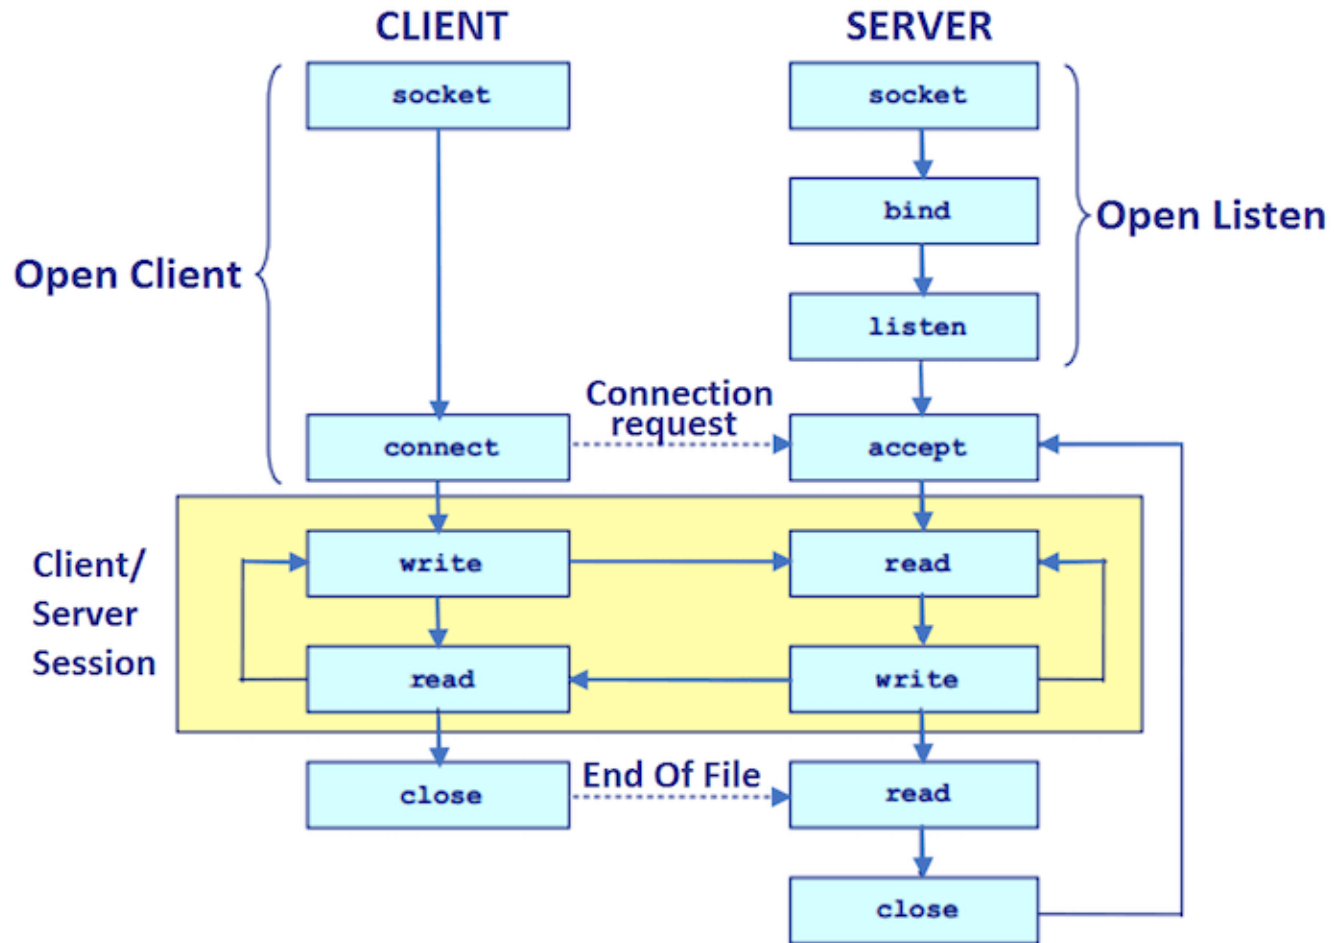 CLIENT
SERVER
socket
socket
bind
Open Listen
Open Client
listen
Connection
request
connect
accept
Client/
Server
Session
write
read
read
write
close
End Of File
read
close